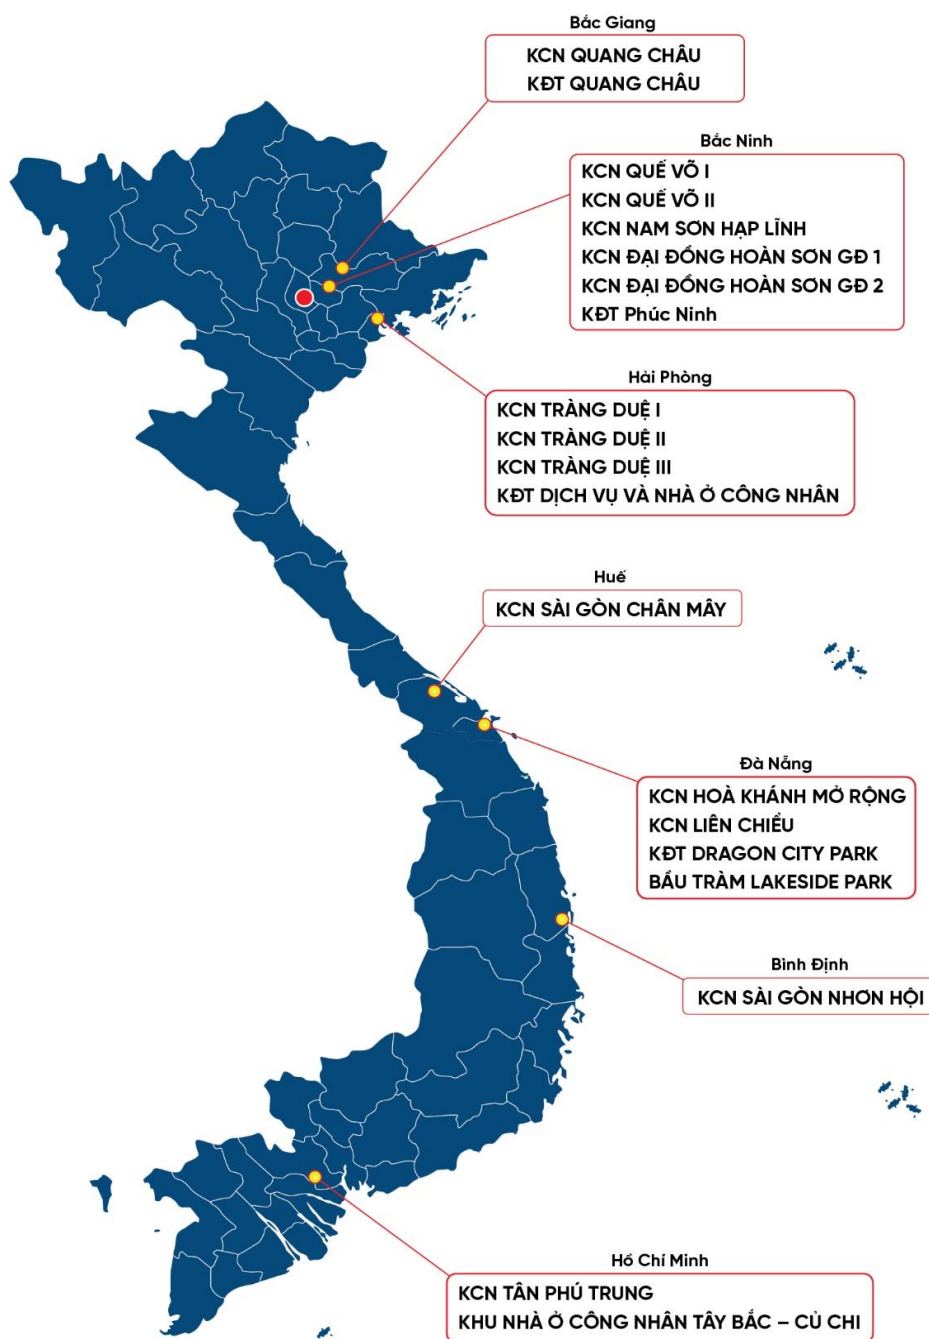 Bắc Giang
KCN QUANG CHÂU
KĐT QUANG CHÂU
Bắc Ninh
KCN QUẾ VÕ I
KCN QUẾ VÕ II
KCN NAM SƠN HẠP LĨNH
KCN ĐẠI ĐỒNG HOÀN SƠN GĐ 1
KCN ĐẠI ĐỒNG HOÀN SƠN GĐ 2
KĐT Phúc Ninh
Hải Phòng
KCN TRÀNG DUỆ I
KCN TRÀNG DUỆ II
KCN TRÀNG DUỆ III
KĐT DỊCH VỤ VÀ NHÀ Ở CÔNG NHÂN
Huế
KCN SÀI GÒN CHÂN MÂY
Đà Nẵng
KCN HOÀ KHÁNH MỞ RỘNG
KCN LIÊN CHIỂU
KĐT DRAGON CITY PARK
BẦU TRÀM LAKESIDE PARK
Bình Định
KCN SÀI GÒN NHƠN HỘI
Hồ Chí Minh
KCN TÂN PHÚ TRUNG
KHU NHÀ Ở CÔNG NHÂN TÂY BẮC – CỦ CHI